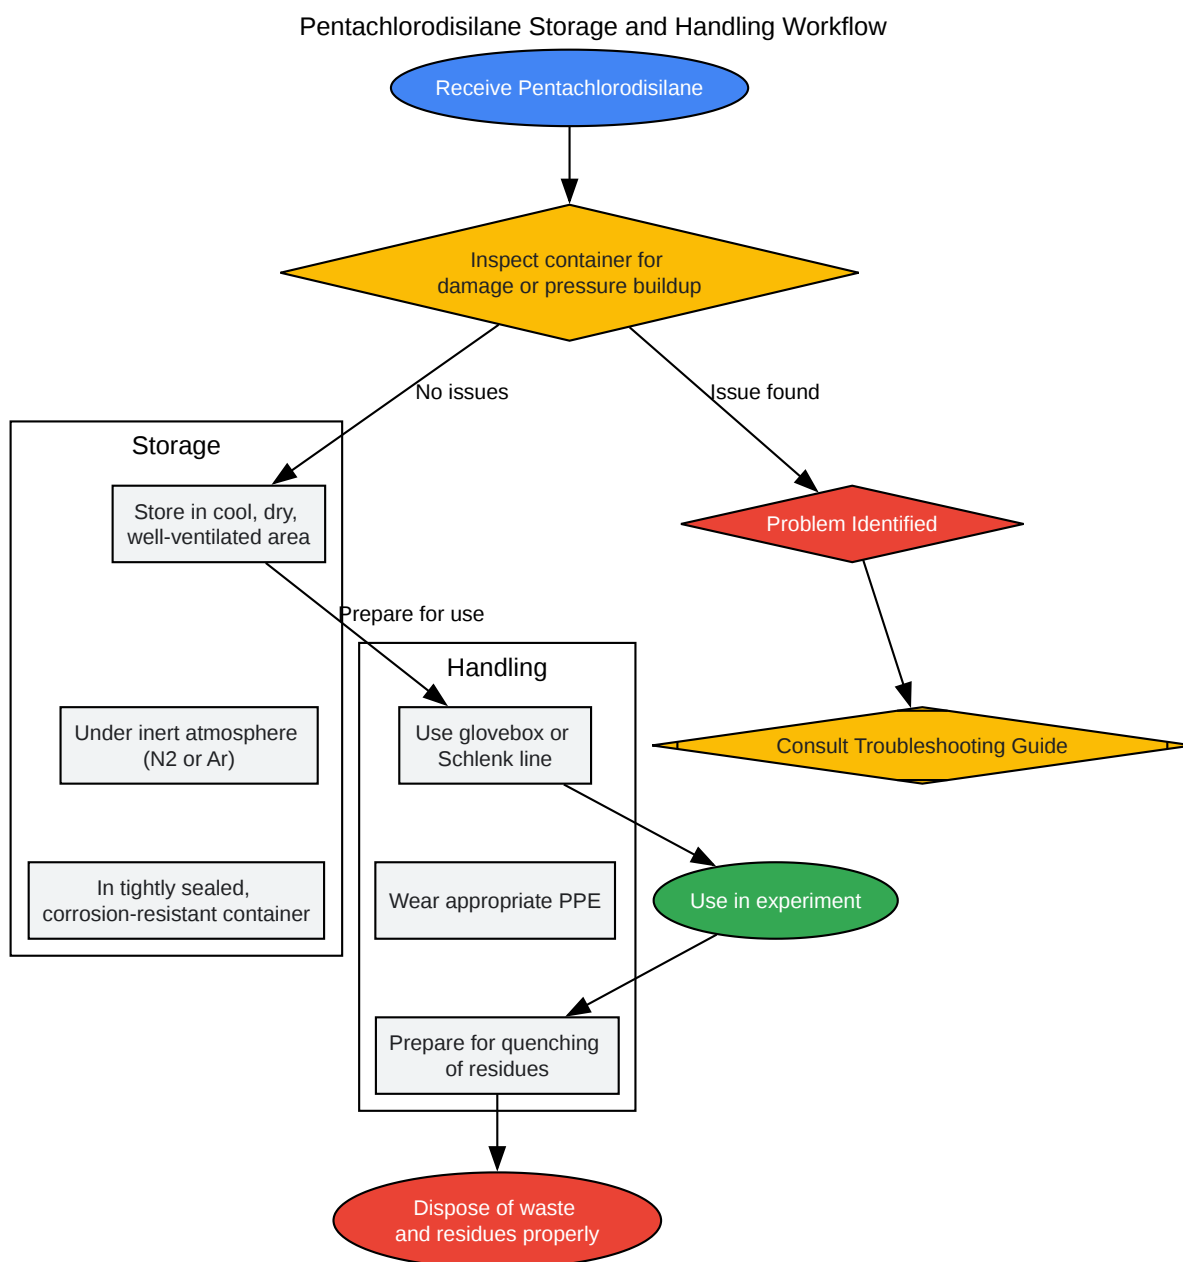 Pentachlorodisilane Storage and Handling Workflow
Receive Pentachlorodisilane
Inspect container for
damage or pressure buildup
No issues
Issue found
Storage
Store in cool, dry,
well-ventilated area
Problem Identified
Prepare for use
Handling
Under inert atmosphere
(N2 or Ar)
Use glovebox or
Schlenk line
Consult Troubleshooting Guide
In tightly sealed,
corrosion-resistant container
Wear appropriate PPE
Use in experiment
Prepare for quenching
of residues
Dispose of waste
and residues properly